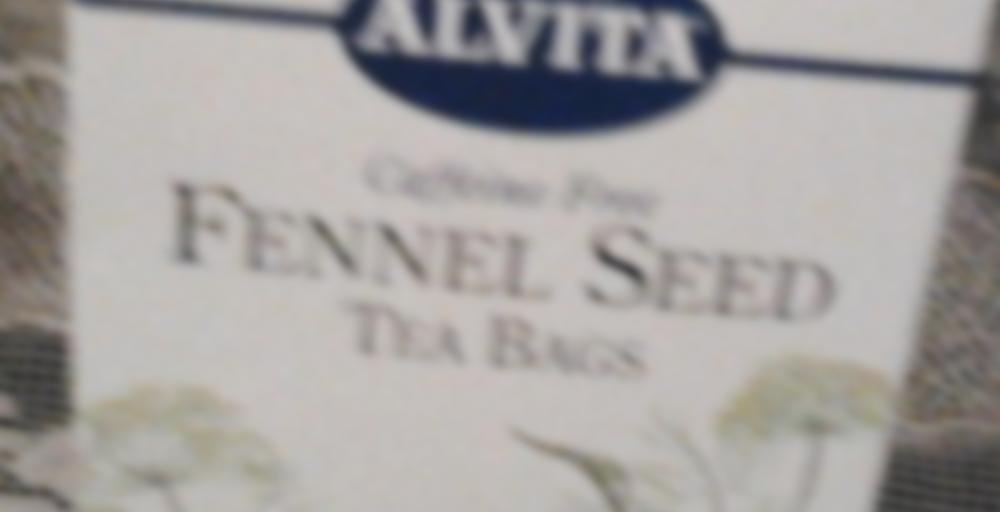 ALVITA
Caffeine Free
FENNEL SEED
TEA BAGS